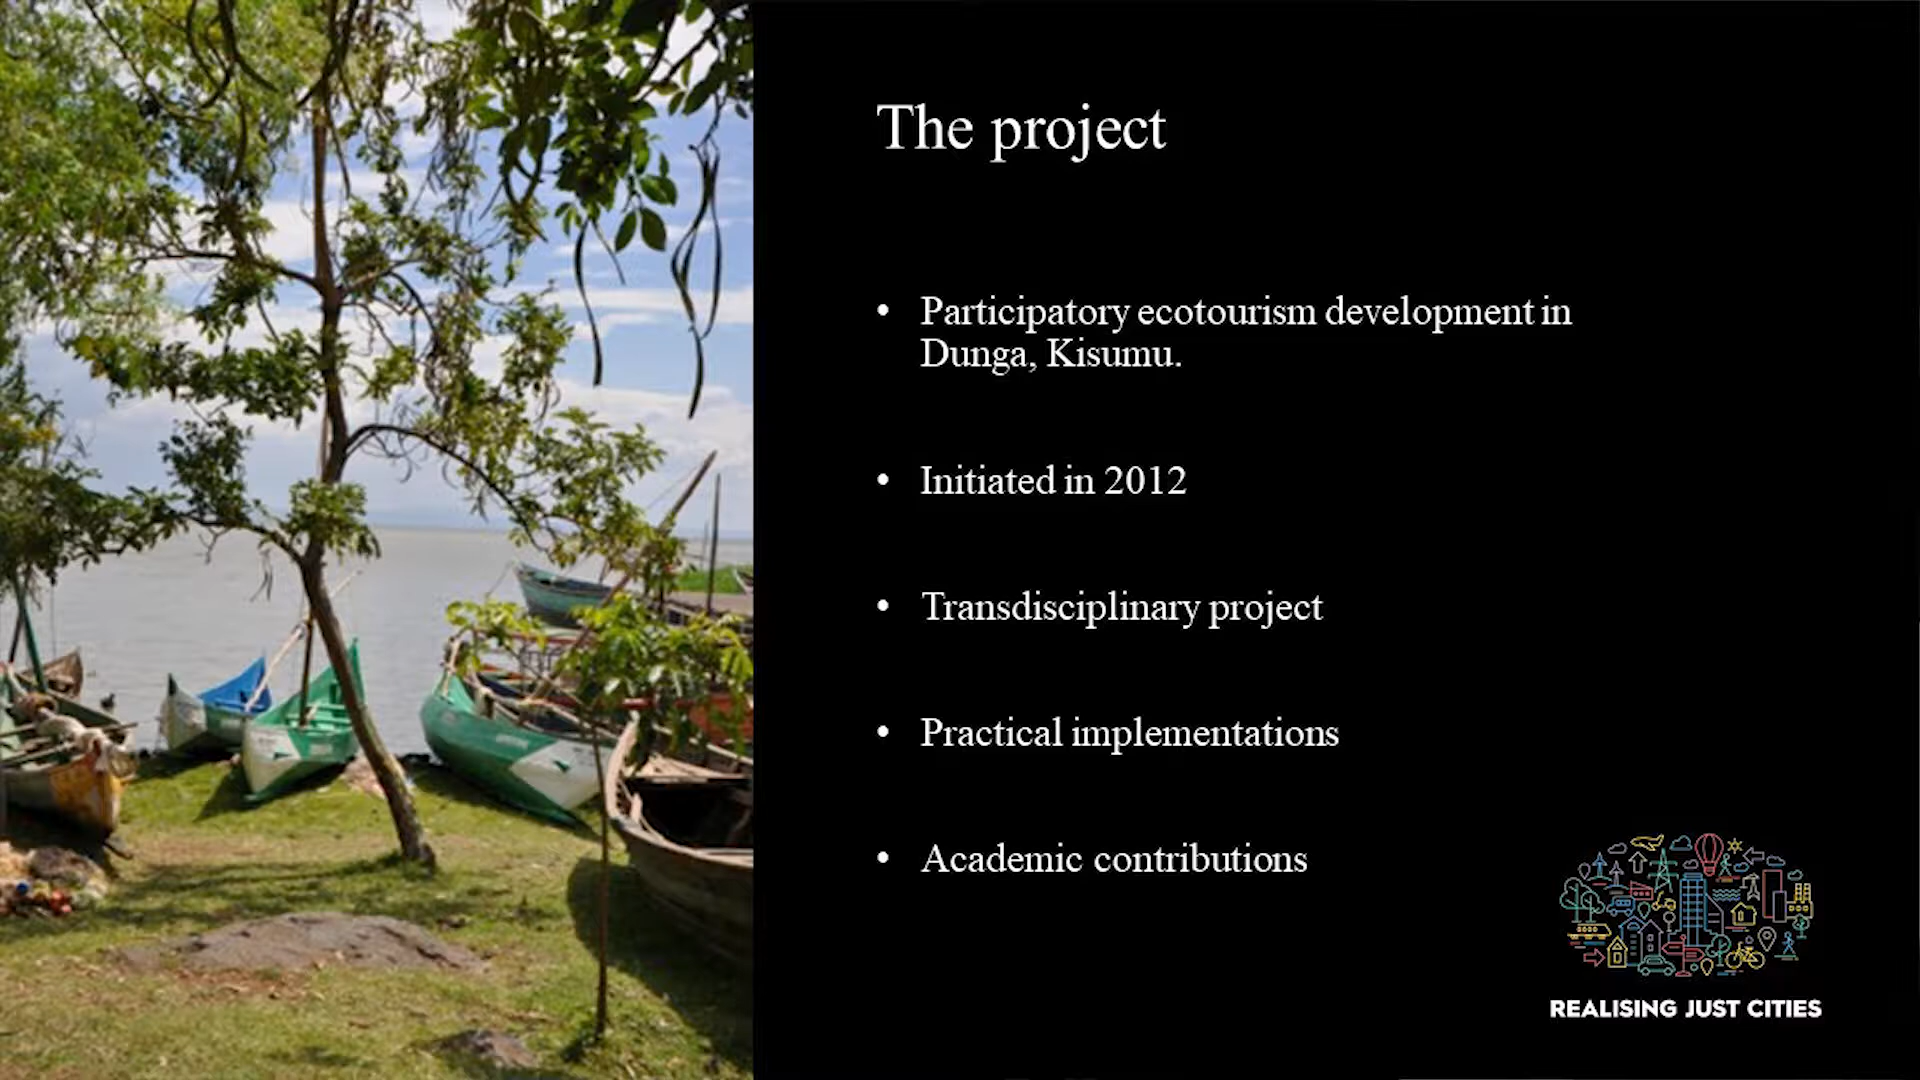 The project
• Participatory ecotourism development in
Dunga, Kisumu.
• Initiated in 2012
• Transdisciplinary project
• Practical implementations
• Academic contributions
REALISING JUST CITIES